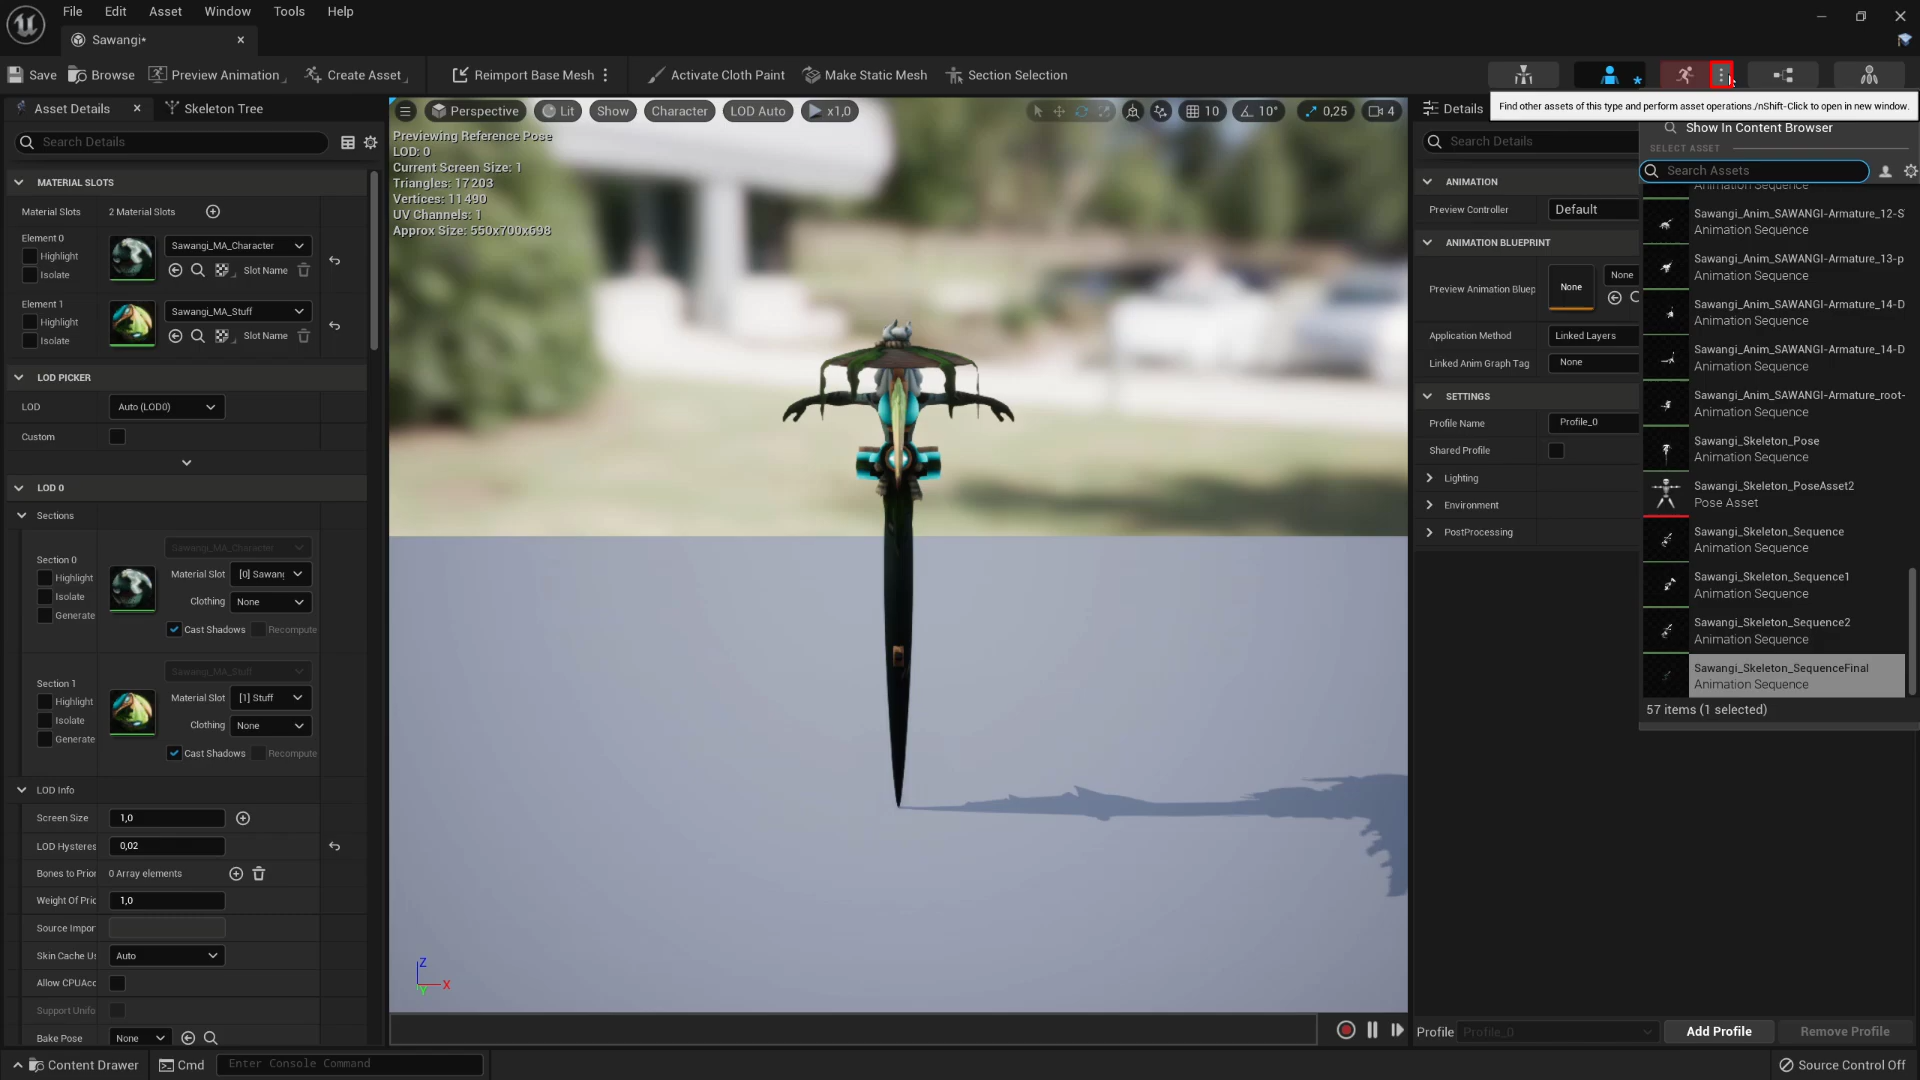 File Edit Asset Window Tools Help
Sawangi*
Save Browse Preview Animation Create Asset Reimport Base Mesh Activate Cloth Paint Make Static Mesh Section Selection
Find other assets of this type and perform asset operations./nShift-Click to open in new window.
Asset Details Skeleton Tree
Search Details
MATERIAL SLOTS
Material Slots 2 Material Slots
Element 0
Highlight
Isolate
Sawangi_MA_Character
Slot Name
Element 1
Highlight
Isolate
Sawangi_MA_Stuff
Slot Name
LOD PICKER
LOD Auto (LOD0)
Custom
LOD 0
Sections
Section 0
Highlight
Isolate
Generate
Sawangi_MA_Character
Material Slot [0] Sawang
Clothing None
Cast Shadows Recompute
Section 1
Highlight
Isolate
Generate
Sawangi_MA_Stuff
Material Slot [1] Stuff
Clothing None
Cast Shadows Recompute
LOD Info
Screen Size 1,0
LOD Hysteres 0,02
Bones to Prior 0 Array elements
Weight Of Pric 1,0
Source Impor
Skin Cache Us Auto
Allow CPUAcc
Support Unifo
Bake Pose None
Perspective Lit Show Character LOD Auto x1,0 10 10° 0,25 4
Previewing Reference Pose
LOD: 0
Current Screen Size: 1
Triangles: 17 203
Vertices: 11 490
UV Channels: 1
Approx Size: 550x700x698
Z
X
Y
Details
Search Details
ANIMATION
Preview Controller Default
ANIMATION BLUEPRINT
Preview Animation Bluep None None
Application Method Linked Layers
Linked Anim Graph Tag None
SETTINGS
Profile Name Profile_0
Shared Profile
Lighting
Environment
PostProcessing
Show In Content Browser
SELECT ASSET
Search Assets
Animation Sequence
Sawangi_Anim_SAWANGI-Armature_12-S
Animation Sequence
Sawangi_Anim_SAWANGI-Armature_13-p
Animation Sequence
Sawangi_Anim_SAWANGI-Armature_14-D
Animation Sequence
Sawangi_Anim_SAWANGI-Armature_14-D
Animation Sequence
Sawangi_Anim_SAWANGI-Armature_root-
Animation Sequence
Sawangi_Skeleton_Pose
Animation Sequence
Sawangi_Skeleton_PoseAsset2
Pose Asset
Sawangi_Skeleton_Sequence
Animation Sequence
Sawangi_Skeleton_Sequence1
Animation Sequence
Sawangi_Skeleton_Sequence2
Animation Sequence
Sawangi_Skeleton_SequenceFinal
Animation Sequence
57 items (1 selected)
Profile Profile_0 Add Profile Remove Profile
Content Drawer Cmd Enter Console Command Source Control Off